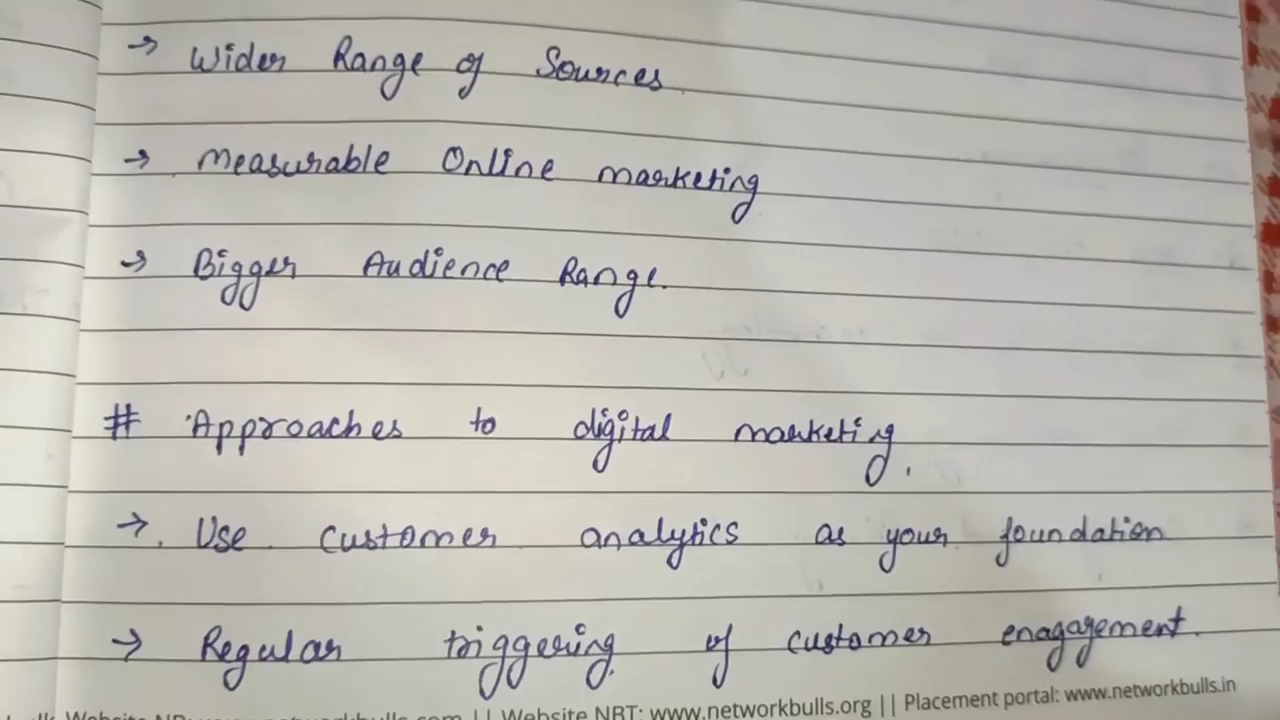 → Wider Range of Sources
→ Measurable Online marketing
→ Bigger Audience Range.
# Approaches to digital marketing.
→ Use customer analytics as your foundation
→ Regular triggering of customer enagagement.
Website NBT: www.networkbulls.org || Placement portal: www.networkbulls.in